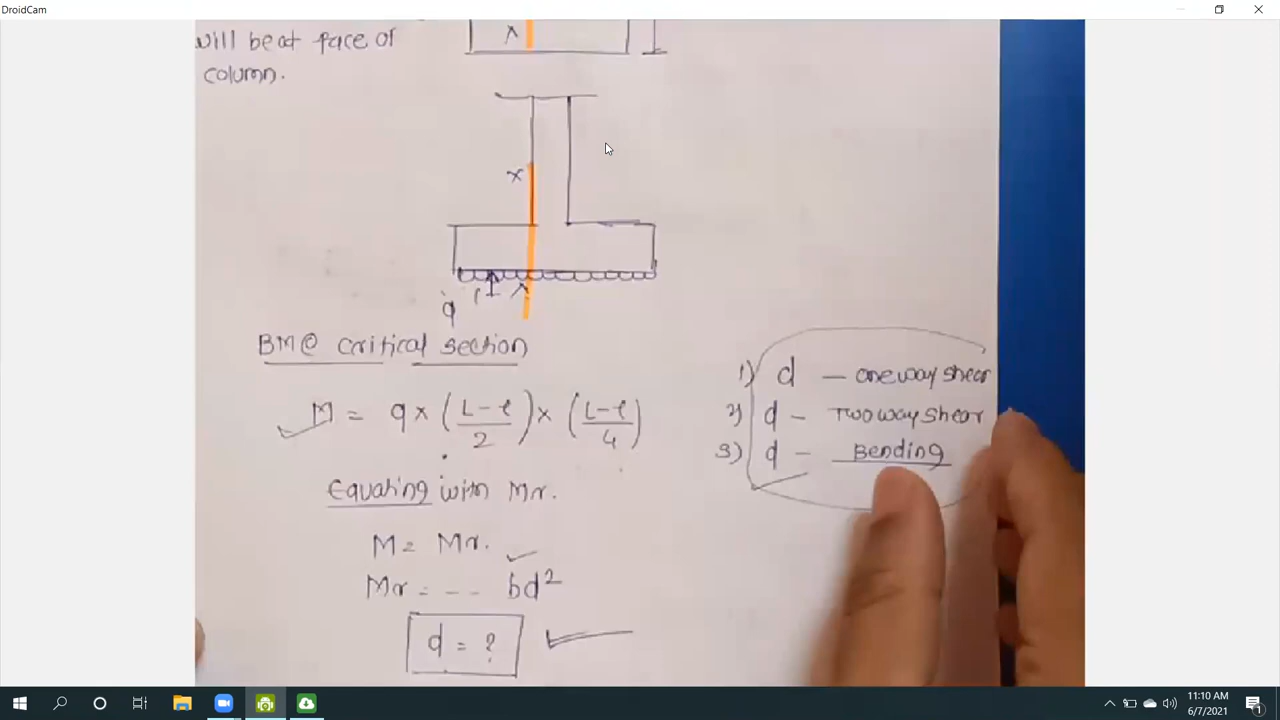 DroidCam
will be at face of
column.
x
x
x
q
BM@ critical section
M = q × (L-l/2) × (L-l/4)
Equating with Mr.
M = Mr.
Mr = --- bd²
d = ?
1) d — one way shear
2) d - Two way shear
3) d - Bending
11:10 AM
6/7/2021
1